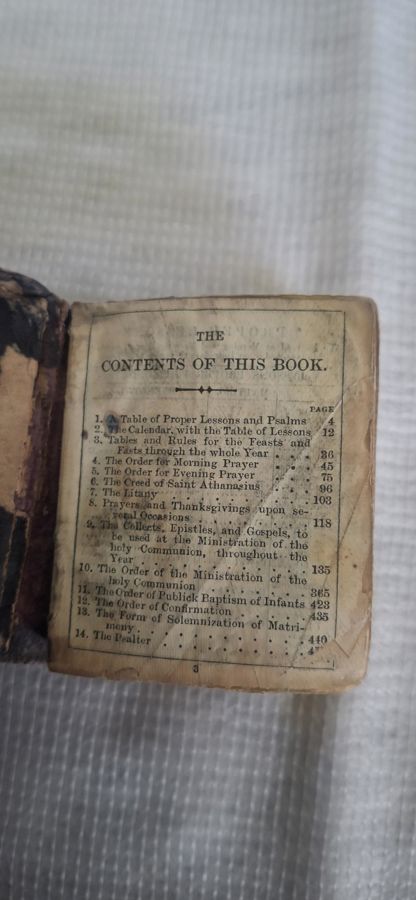 THE
CONTENTS OF THIS BOOK.
PAGE
1. A Table of Proper Lessons and Psalms 4
2. The Calendar, with the Table of Lessons 12
3. Tables and Rules for the Feasts and
Fasts through the whole Year . . . 36
4. The Order for Morning Prayer . . . 45
5. The Order for Evening Prayer . . . 75
6. The Creed of Saint Athanasius . . . 96
7. The Litany . . . . . . . . . 103
8. Prayers and Thanksgivings upon se-
veral Occasions . . . . . . . . 118
9. The Collects, Epistles, and Gospels, to
be used at the Ministration of the
holy Communion, throughout the
Year . . . . . . . . . . . 135
10. The Order of the Ministration of the
holy Communion . . . . . . . 365
11. The Order of Publick Baptism of Infants 423
12. The Order of Confirmation . . . . 435
13. The Form of Solemnization of Matri-
mony . . . . . . . . . . . 440
14. The Psalter . . . . . . . . .
3